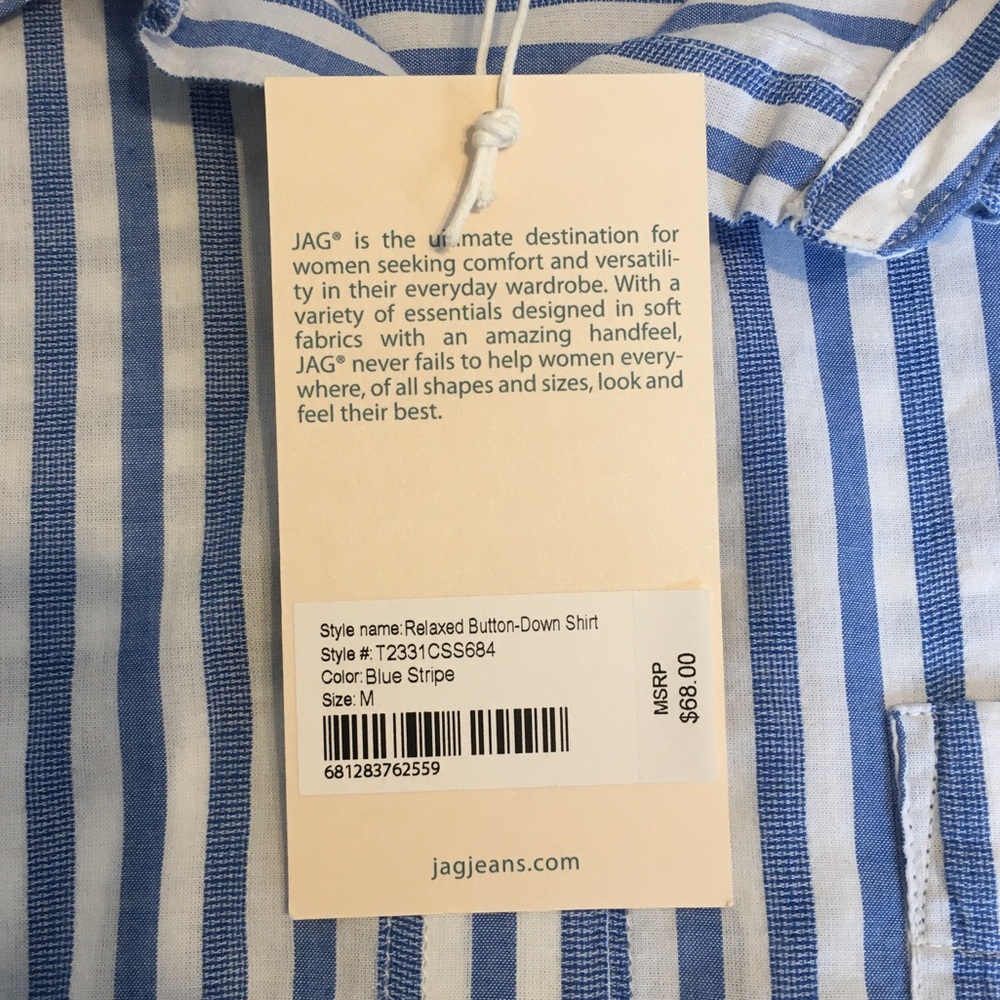 JAG® is the mate destination for
women seeking comfort and versatili-
ty in their everyday wardrobe. With a
variety of essentials designed in soft
fabrics with an amazing handfeel,
JAG® never fails to help women every-
where, of all shapes and sizes, look and
feel their best.
Style name:Relaxed Button-Down Shirt
Style #:T2331CSS684
Color:Blue Stripe
Size:M
681283762559
MSRP
$68.00
jagjeans.com